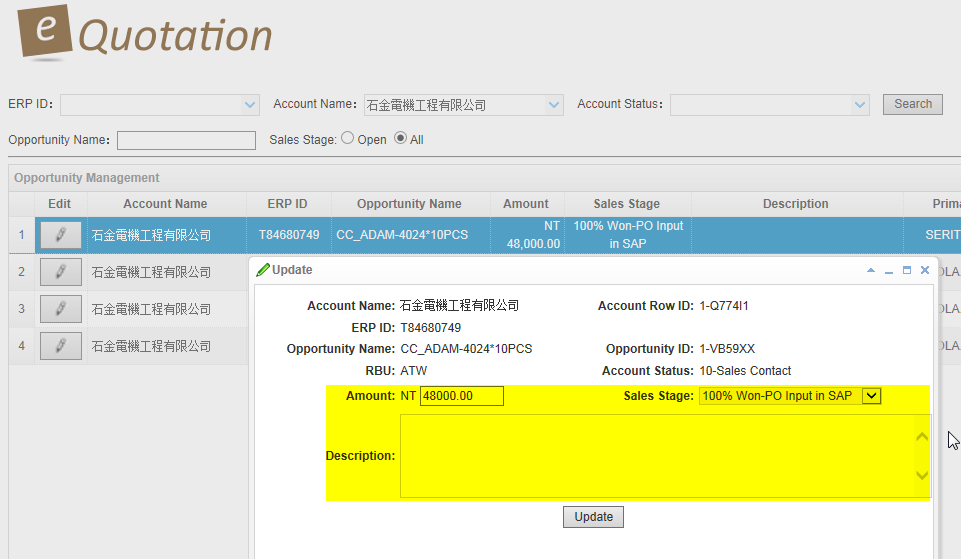 e Quotation
ERP ID: Account Name: 石金電機工程有限公司 Account Status: Search
Opportunity Name: Sales Stage: Open All
Opportunity Management
Edit Account Name ERP ID Opportunity Name Amount Sales Stage Description Prima
1 石金電機工程有限公司 T84680749 CC_ADAM-4024*10PCS NT 48,000.00 100% Won-PO Input in SAP SERIT
2 石金電機工程有限公司 OLA
3 石金電機工程有限公司 OLA
4 石金電機工程有限公司 OLA
Update
Account Name: 石金電機工程有限公司 Account Row ID: 1-Q774I1
ERP ID: T84680749
Opportunity Name: CC_ADAM-4024*10PCS Opportunity ID: 1-VB59XX
RBU: ATW Account Status: 10-Sales Contact
Amount: NT 48000.00 Sales Stage: 100% Won-PO Input in SAP
Description:
Update